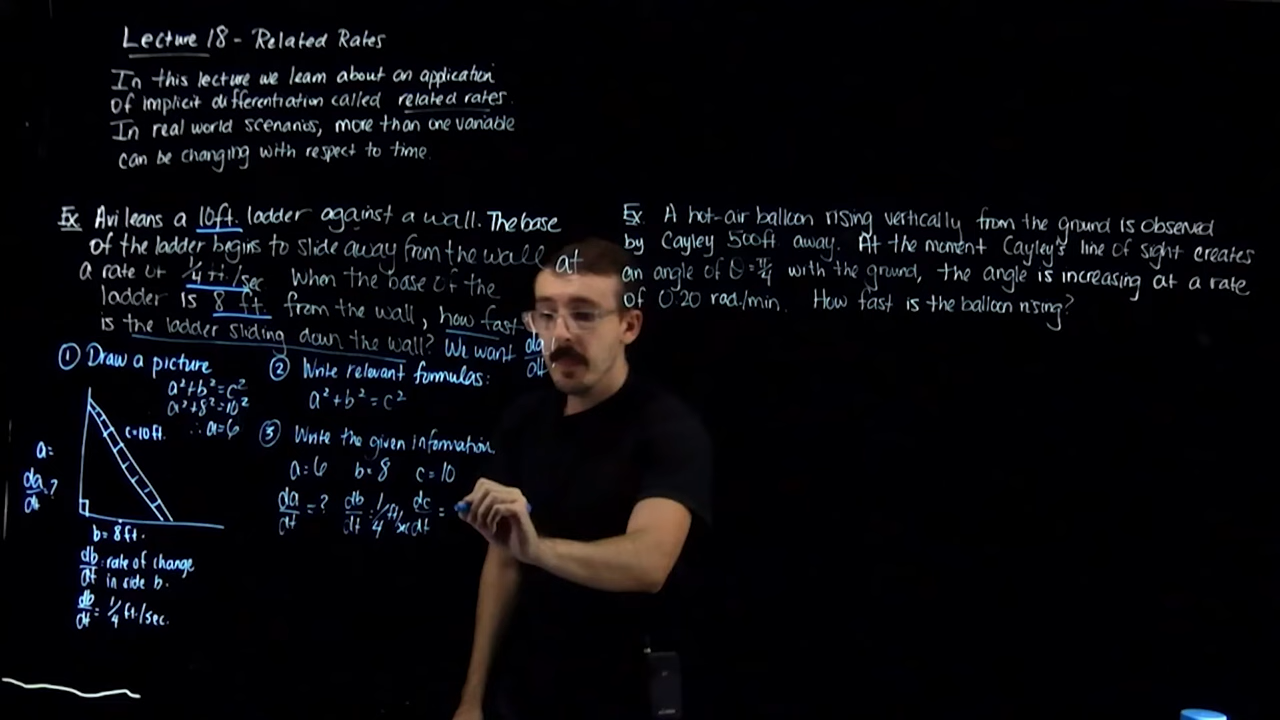 Lecture 18 - Related Rates
In this lecture we learn about an application
Of implicit differentiation called related rates.
In real world scenarios, more than one variable
can be changing with respect to time.
Ex. Avi leans a 10ft. ladder against a wall. The base
of the ladder begins to slide away from the wall at
a rate of 1/4 ft./sec When the base of the
ladder is 8 ft. from the wall, how fast
is the ladder sliding down the wall? We want da/dt
① Draw a picture
a²+b²=c²
a²+8²=10²
∴ a=6
c=10ft.
a=
da/dt=?
b=8ft.
db/dt: rate of change
in side b.
db/dt = 1/4 ft/sec.
② Write relevant formulas:
a²+b²=c²
③ Write the given information.
a=6 b=8 c=10
da/dt=? db/dt=1/4 ft/sec dc/dt=
Ex. A hot-air balloon rising vertically from the ground is observed
by Cayley 500ft away. At the moment Cayley's line of sight creates
an angle of θ=π/4 with the ground, the angle is increasing at a rate
of 0.20 rad./min. How fast is the balloon rising?